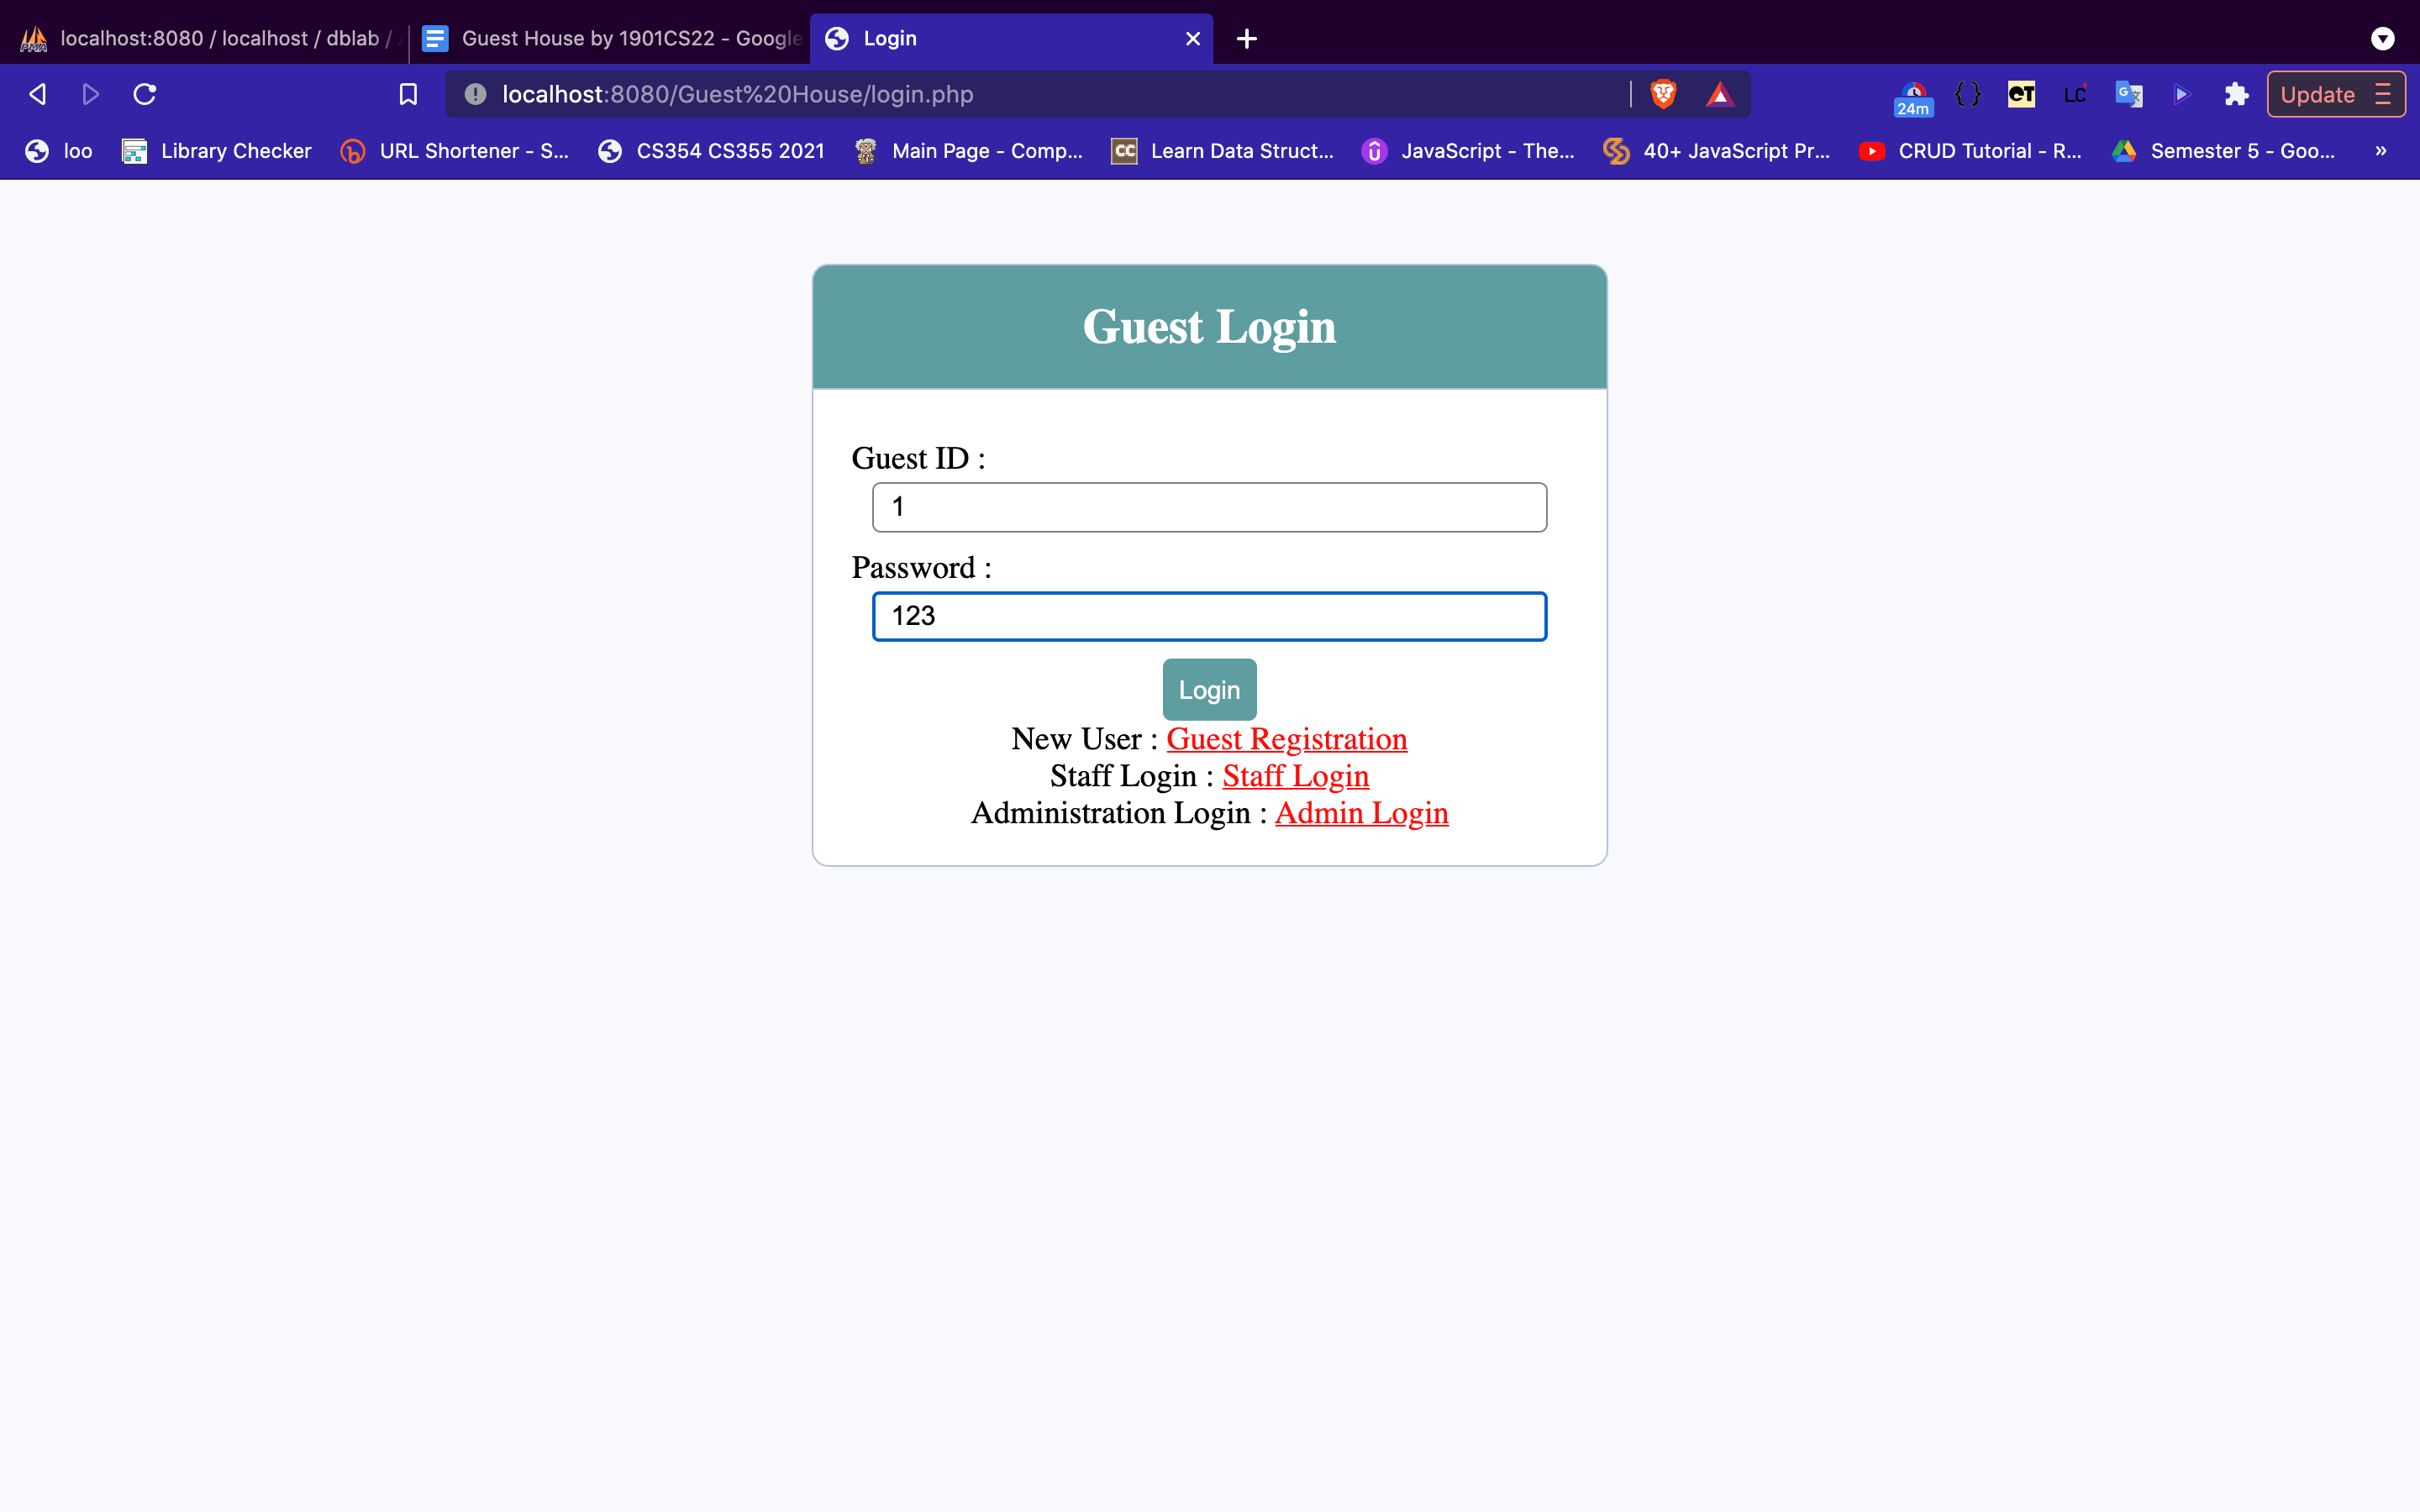 localhost:8080 / localhost / dblab /
Guest House by 1901CS22 - Google
Login
localhost:8080/Guest%20House/login.php
24m
{}
LC
Update
loo
Library Checker
URL Shortener - S...
CS354 CS355 2021
Main Page - Comp...
CC
Learn Data Struct...
JavaScript - The...
40+ JavaScript Pr...
CRUD Tutorial - R...
Semester 5 - Goo...
»
Guest Login
Guest ID :
1
Password :
123
Login
New User : Guest Registration
Staff Login : Staff Login
Administration Login : Admin Login